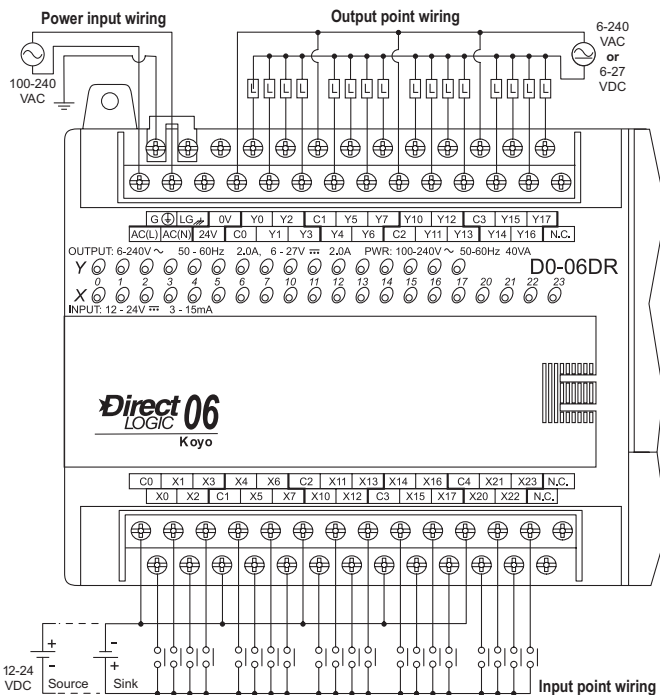 Power input wiring
Output point wiring
6-240
VAC
or
6-27
VDC
100-240
VAC
L L L L L L L L L L L L L L L L
G LG 0V Y0 Y2 C1 Y5 Y7 Y10 Y12 C3 Y15 Y17
AC(L) AC(N) 24V C0 Y1 Y3 Y4 Y6 C2 Y11 Y13 Y14 Y16 N.C.
OUTPUT: 6-240V ~ 50 - 60Hz 2.0A, 6 - 27V ⎓ 2.0A PWR: 100-240V ~ 50-60Hz 40VA
Y
D0-06DR
0 1 2 3 4 5 6 7 10 11 12 13 14 15 16 17 20 21 22 23
X
INPUT: 12 - 24V ⎓ 3 - 15mA
Direct 06
LOGIC
Koyo
C0 X1 X3 X4 X6 C2 X11 X13 X14 X16 C4 X21 X23 N.C.
X0 X2 C1 X5 X7 X10 X12 C3 X15 X17 X20 X22 N.C.
+ -
- +
12-24
VDC
Source Sink
Input point wiring